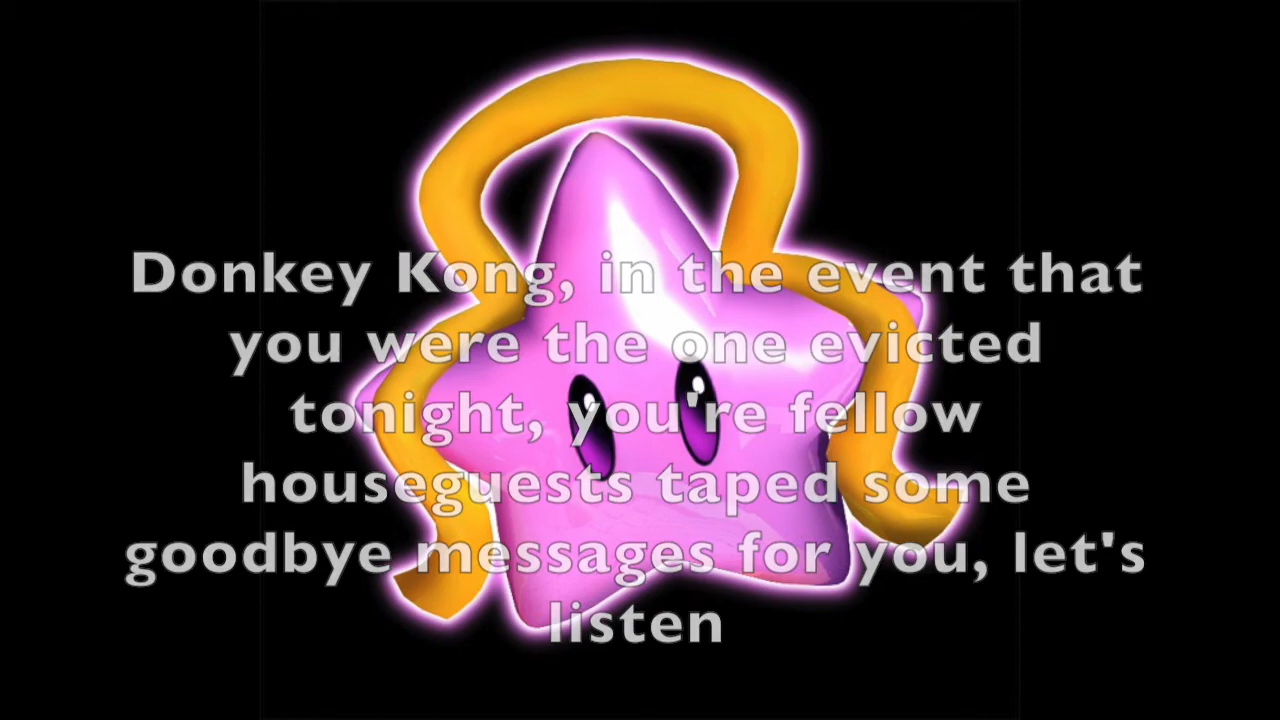 Donkey Kong, in the event that
you were the one evicted
tonight, you're fellow
houseguests taped some
goodbye messages for you, let's
listen